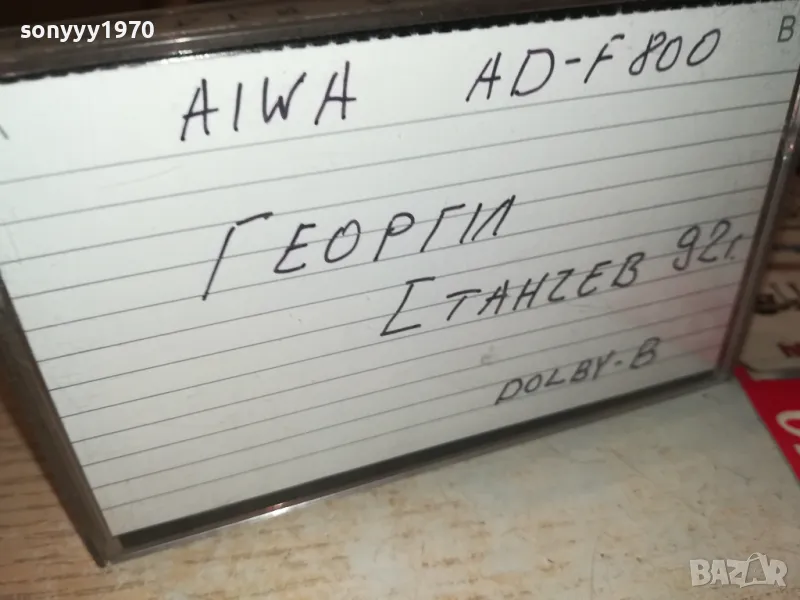 sonyyy1970
B
AIWA AD-F800
ГЕОРГИ
СТАНЧЕВ 92г.
DOLBY-B
BAZAR